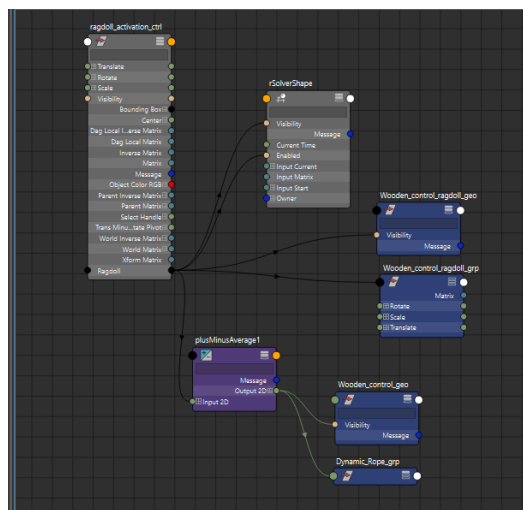 ragdoll_activation_ctrl
Translate
Rotate
Scale
Visibility
Bounding Box
Center
Dag Local I...erse Matrix
Dag Local Matrix
Inverse Matrix
Matrix
Message
Object Color RGB
Parent Inverse Matrix
Parent Matrix
Select Handle
Trans Minu...tate Pivot
World Inverse Matrix
World Matrix
Xform Matrix
Ragdoll
rSolverShape
Visibility
Message
Current Time
Enabled
Input Current
Input Matrix
Input Start
Owner
Wooden_control_ragdoll_geo
Visibility
Message
Wooden_control_ragdoll_grp
Matrix
Rotate
Scale
Translate
plusMinusAverage1
Message
Output 2D
Input 2D
Wooden_control_geo
Visibility
Message
Dynamic_Rope_grp